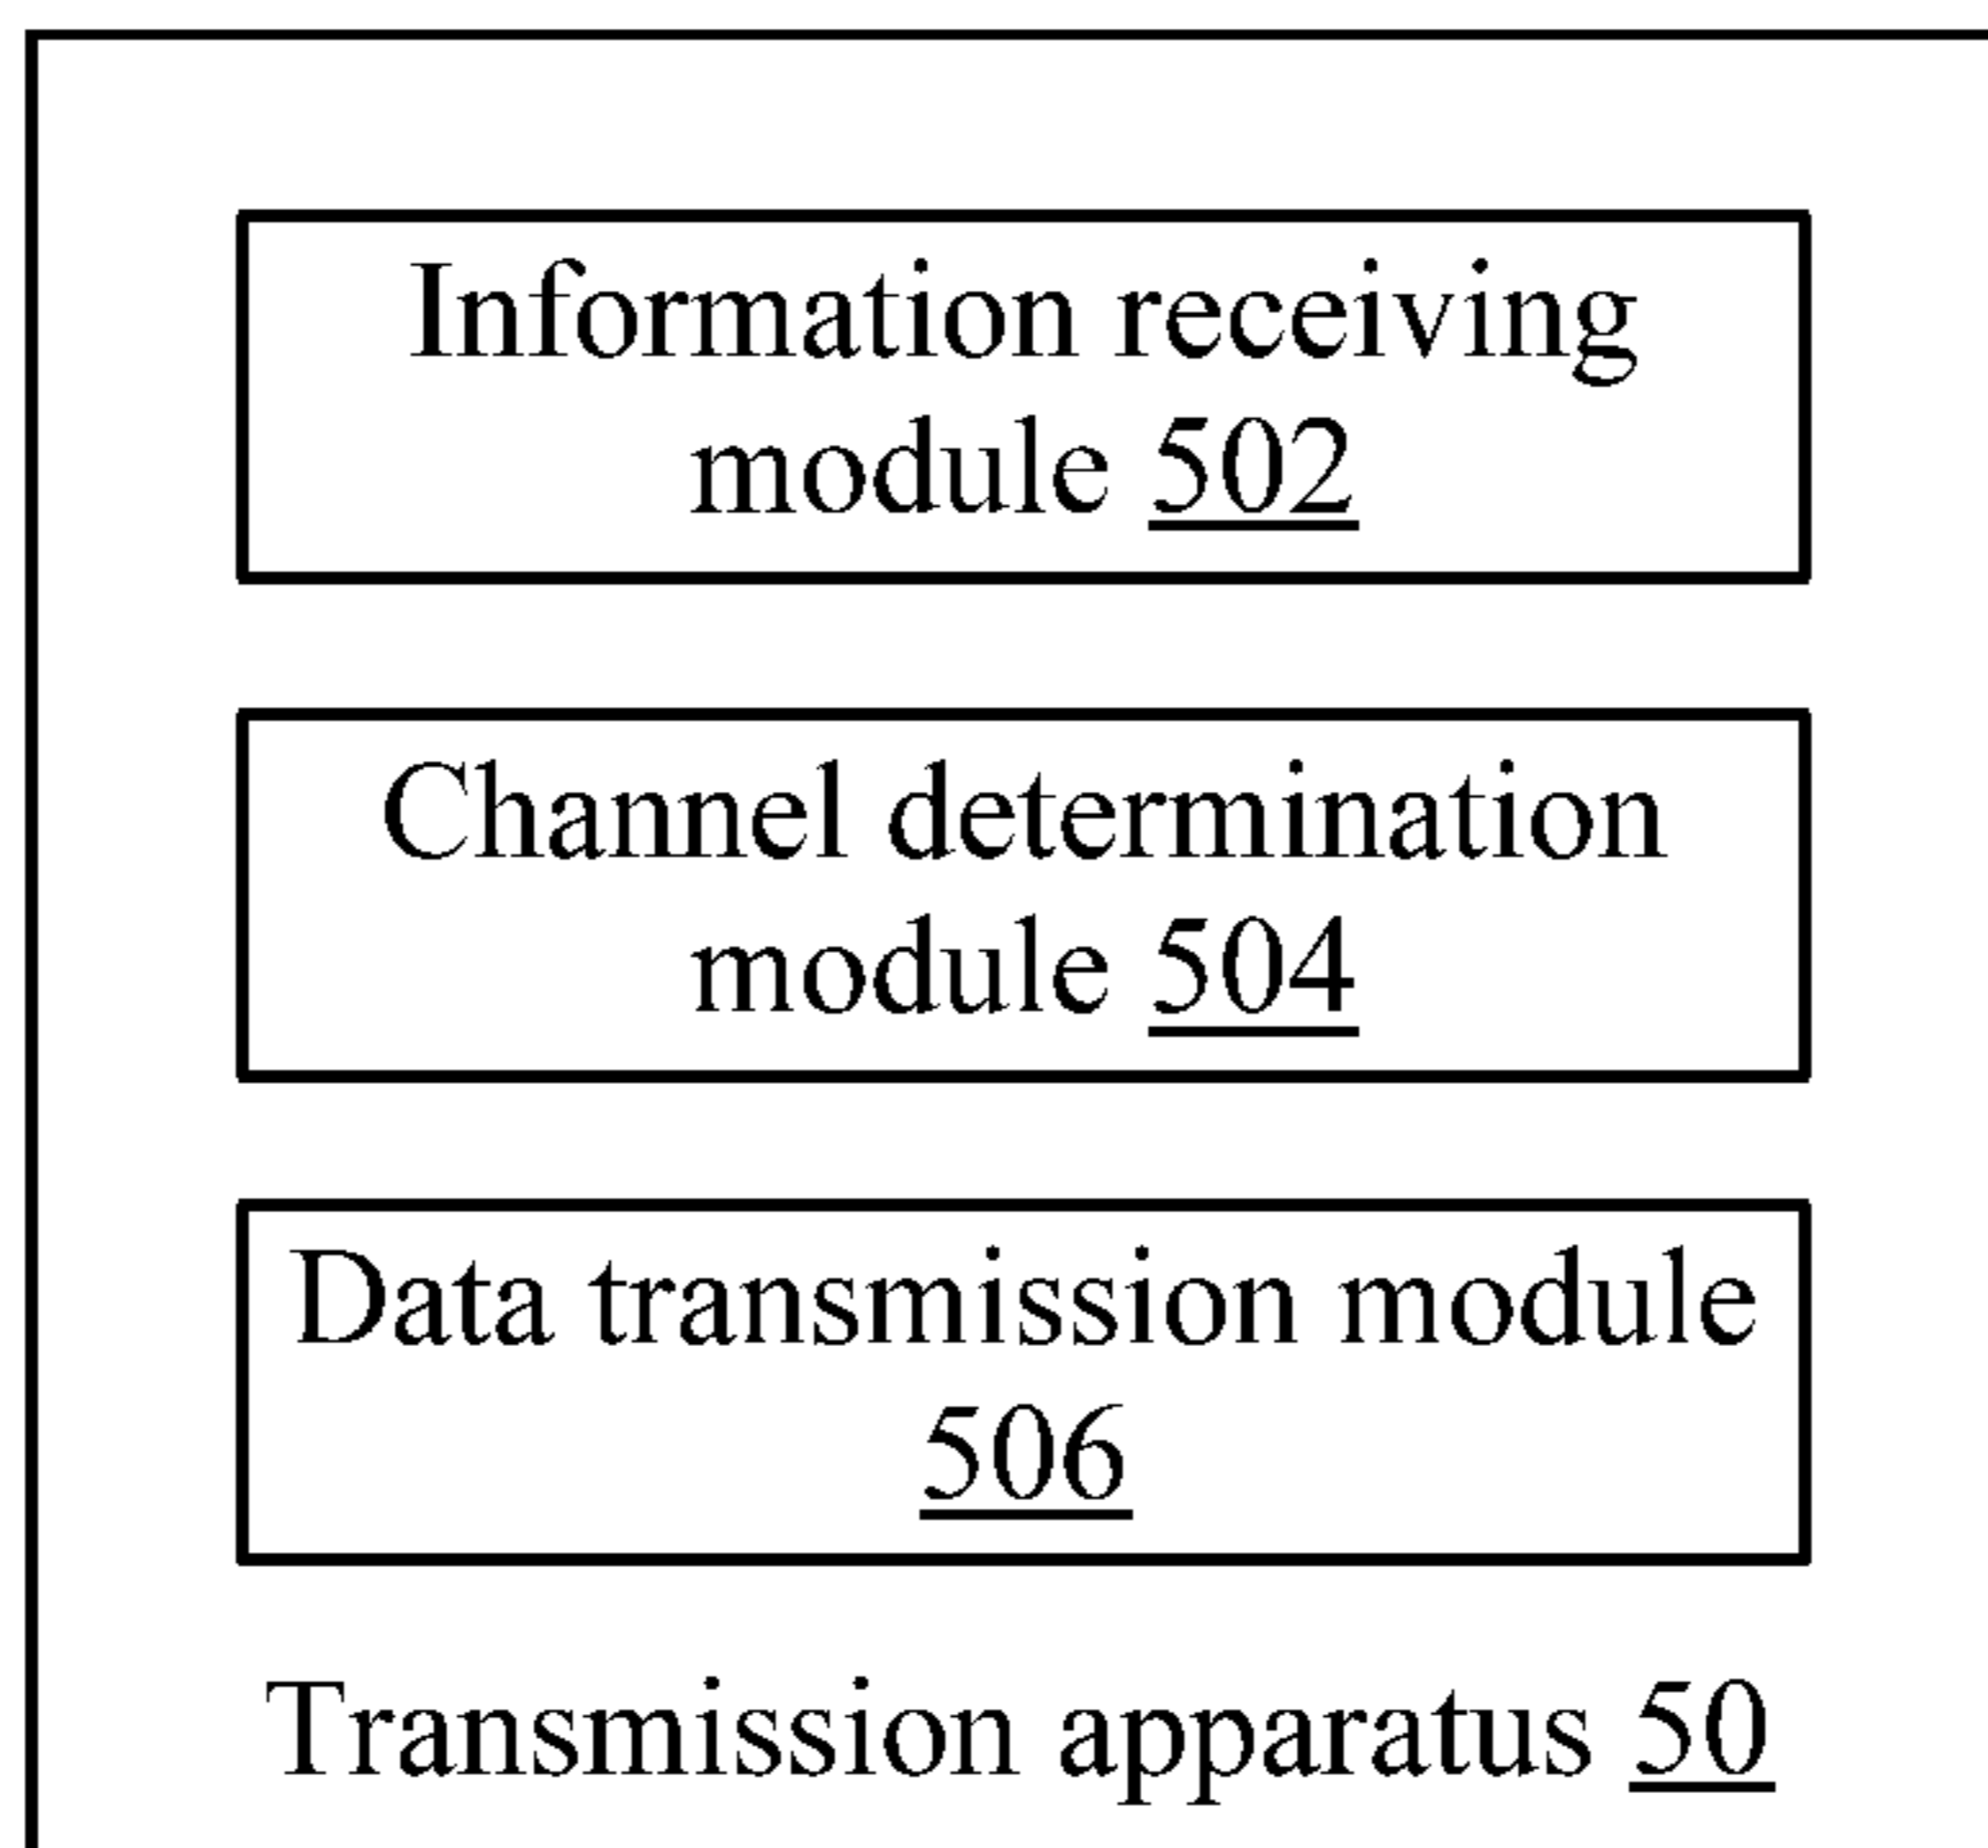 Information receiving
module 502
Channel determination
module 504
Data transmission module
506
Transmission apparatus 50